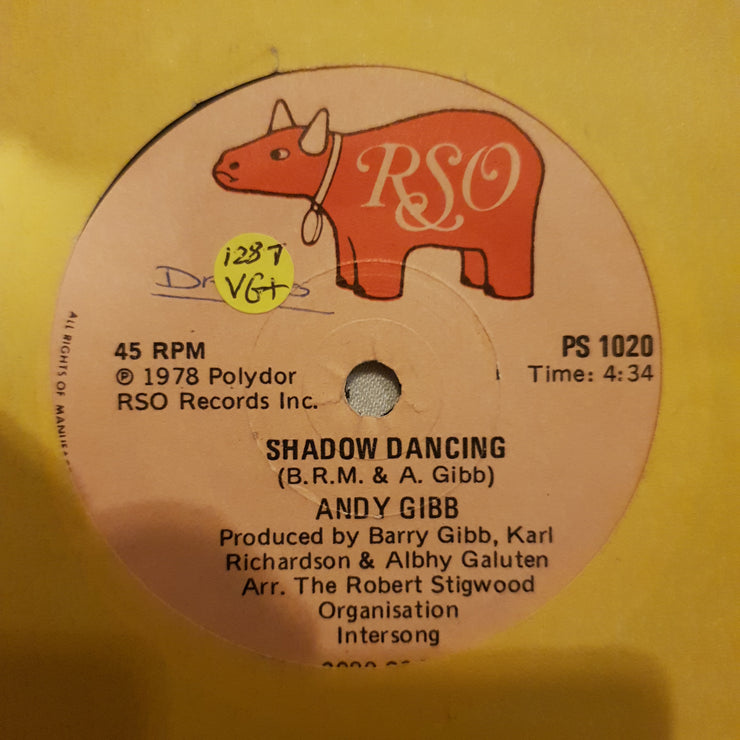 RSO
1287
VG+
45 RPM
℗ 1978 Polydor
RSO Records Inc.
PS 1020
Time: 4:34
ALL RIGHTS OF
SHADOW DANCING
(B.R.M. & A. Gibb)
ANDY GIBB
Produced by Barry Gibb, Karl
Richardson & Albhy Galuten
Arr. The Robert Stigwood
Organisation
Intersong